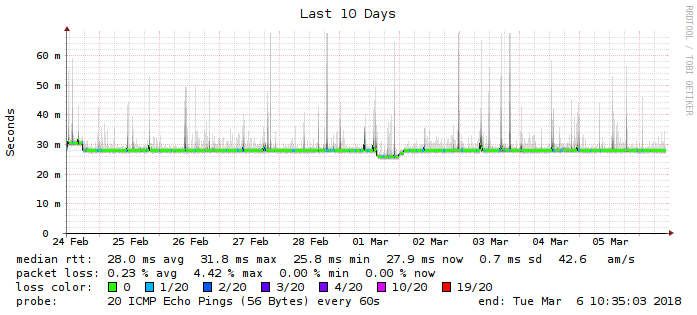 Last 10 Days
RRDTOOL / TOBI OETIKER
Seconds
60 m
50 m
40 m
30 m
20 m
10 m
0
24 Feb 25 Feb 26 Feb 27 Feb 28 Feb 01 Mar 02 Mar 03 Mar 04 Mar 05 Mar
median rtt: 28.0 ms avg 31.8 ms max 25.8 ms min 27.9 ms now 0.7 ms sd 42.6 am/s
packet loss: 0.23 % avg 4.42 % max 0.00 % min 0.00 % now
loss color: 0 1/20 2/20 3/20 4/20 10/20 19/20
probe: 20 ICMP Echo Pings (56 Bytes) every 60s end: Tue Mar 6 10:35:03 2018